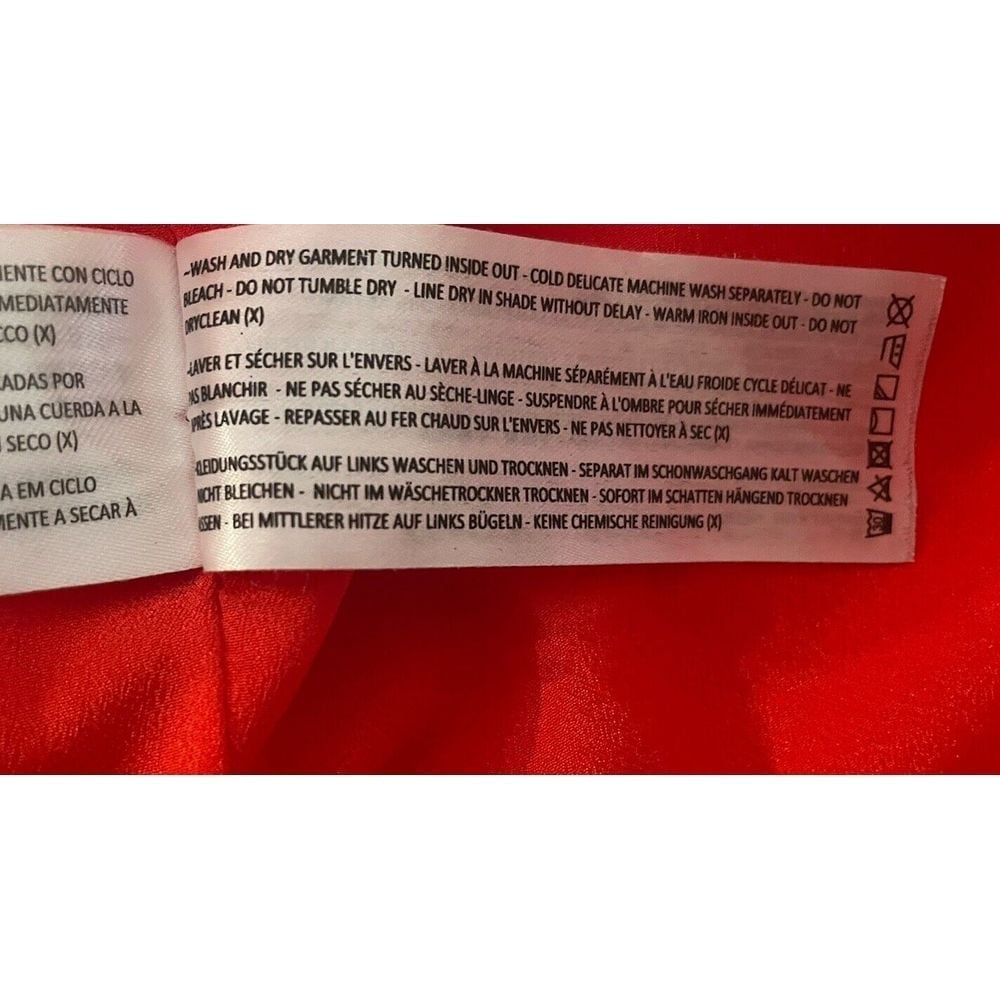 IENTE CON CICLO
MEDIATAMENTE
CCO (X)
ADAS POR
UNA CUERDA A LA
SECO (X)
A EM CICLO
MENTE A SECAR À
~WASH AND DRY GARMENT TURNED INSIDE OUT - COLD DELICATE MACHINE WASH SEPARATELY - DO NOT
BLEACH - DO NOT TUMBLE DRY - LINE DRY IN SHADE WITHOUT DELAY - WARM IRON INSIDE OUT - DO NOT
DRYCLEAN (X)
LAVER ET SÉCHER SUR L'ENVERS - LAVER À LA MACHINE SÉPARÉMENT À L'EAU FROIDE CYCLE DÉLICAT - NE
PAS BLANCHIR - NE PAS SÉCHER AU SÈCHE-LINGE - SUSPENDRE À L'OMBRE POUR SÉCHER IMMÉDIATEMENT
APRÈS LAVAGE - REPASSER AU FER CHAUD SUR L'ENVERS - NE PAS NETTOYER À SEC (X)
KLEIDUNGSSTÜCK AUF LINKS WASCHEN UND TROCKNEN - SEPARAT IM SCHONWASCHGANG KALT WASCHEN
NICHT BLEICHEN - NICHT IM WÄSCHETROCKNER TROCKNEN - SOFORT IM SCHATTEN HÄNGEND TROCKNEN
SSEN - BEI MITTLERER HITZE AUF LINKS BÜGELN - KEINE CHEMISCHE REINIGUNG (X)
30